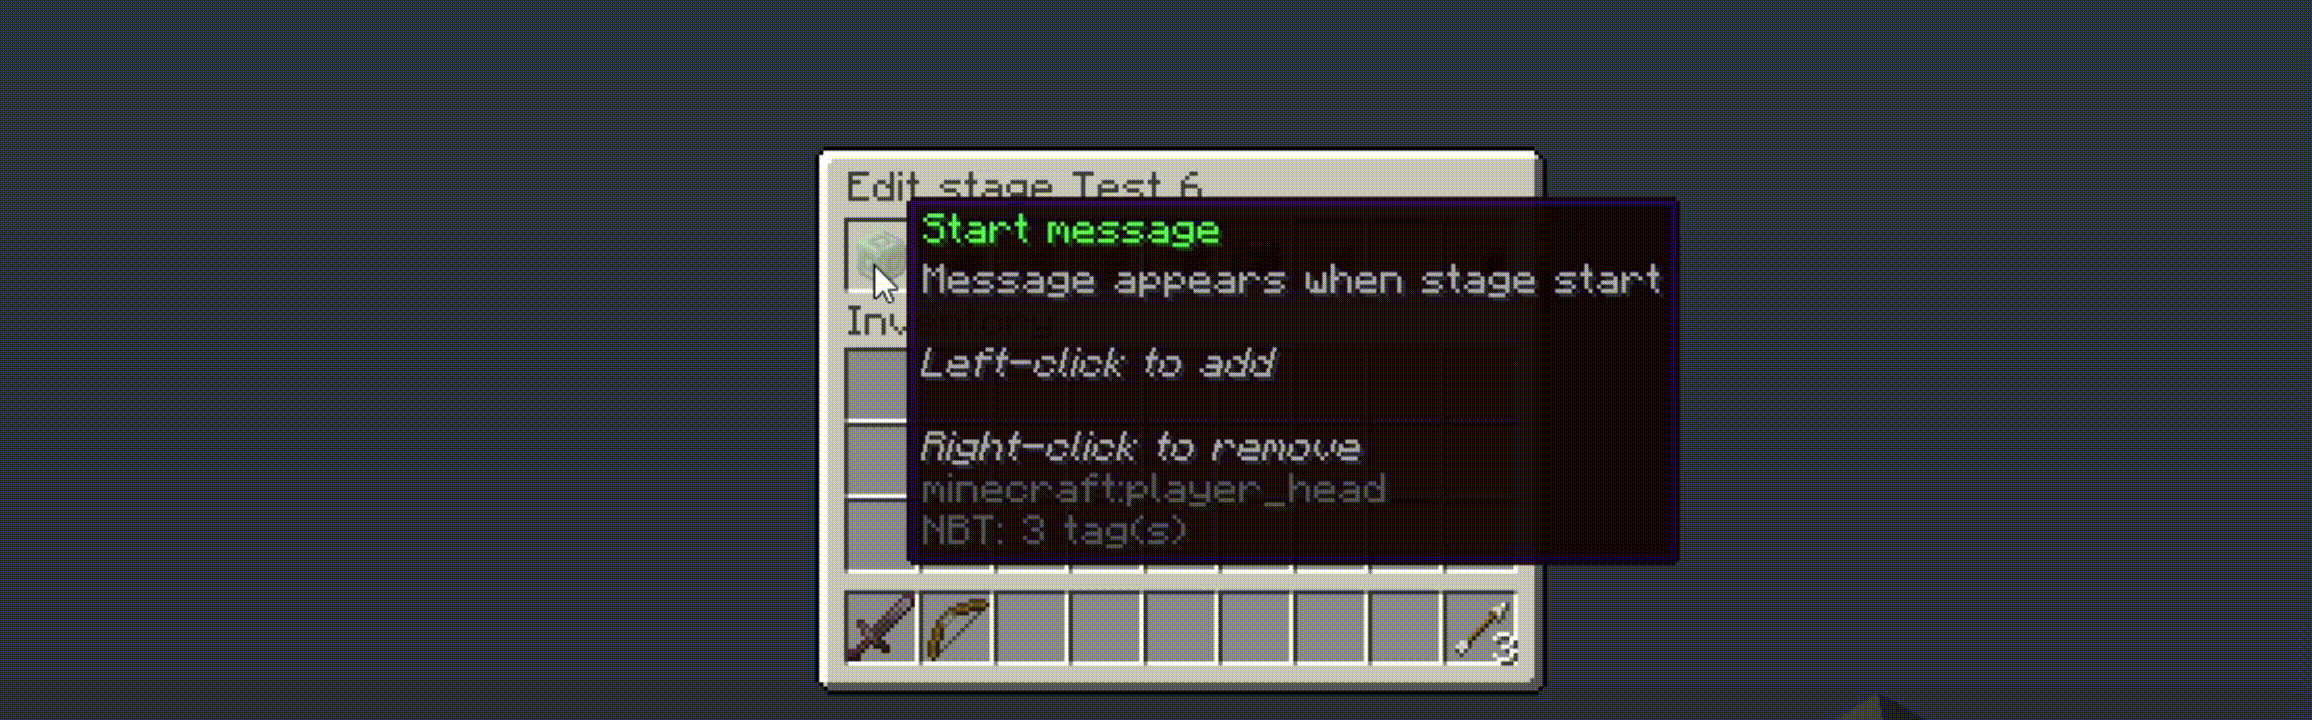 Edit stage Test 6
Start message
Message appears when stage start
Inventory
Left-click to add
Right-click to remove
minecraft:player_head
NBT: 3 tag(s)
3